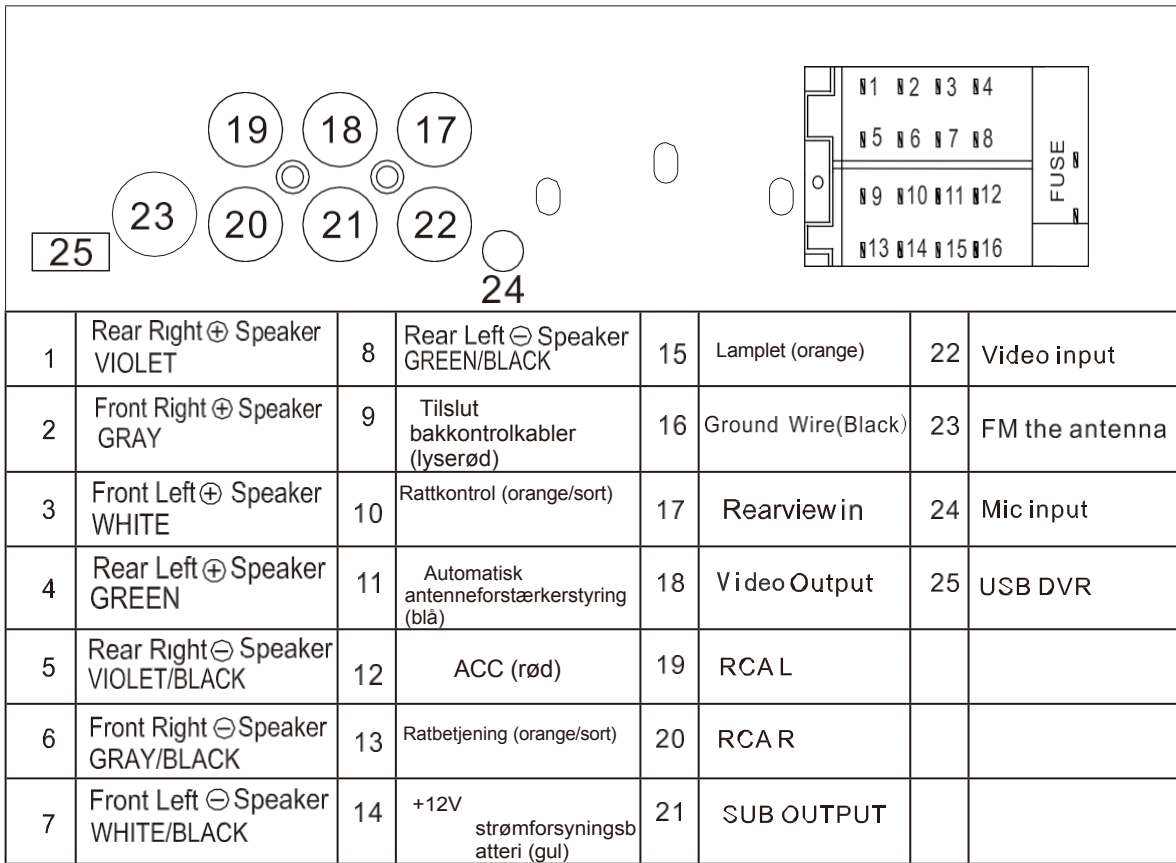 19 18 17
23 20 21 22
25
24
1 2 3 4
5 6 7 8
9 10 11 12
13 14 15 16
FUSE
1 Rear Right ⊕ Speaker
VIOLET
8 Rear Left ⊖ Speaker
GREEN/BLACK
15 Lamplet (orange)
22 Video input
2 Front Right ⊕ Speaker
GRAY
9 Tilslut
bakkontrolkabler
(lyserød)
16 Ground Wire(Black)
23 FM the antenna
3 Front Left ⊕ Speaker
WHITE
10 Rattkontrol (orange/sort)
17 Rearview in
24 Mic input
4 Rear Left ⊕ Speaker
GREEN
11 Automatisk
antenneforstærkerstyring
(blå)
18 Video Output
25 USB DVR
5 Rear Right ⊖ Speaker
VIOLET/BLACK
12 ACC (rød)
19 RCA L
6 Front Right ⊖ Speaker
GRAY/BLACK
13 Ratbetjening (orange/sort)
20 RCA R
7 Front Left ⊖ Speaker
WHITE/BLACK
14 +12V
strømforsyningsb
atteri (gul)
21 SUB OUTPUT